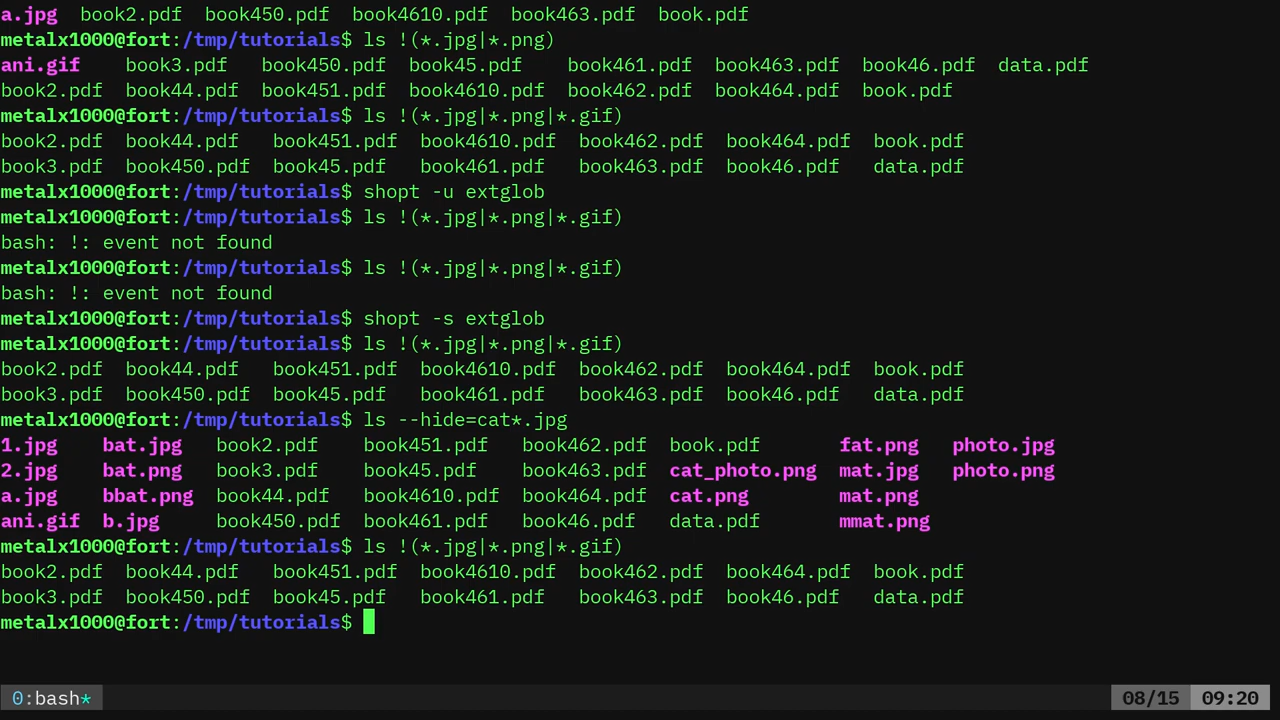 a.jpg  book2.pdf  book450.pdf  book4610.pdf  book463.pdf  book.pdf
metalx1000@fort:/tmp/tutorials$ ls !(*.jpg|*.png)
ani.gif    book3.pdf   book450.pdf  book45.pdf    book461.pdf  book463.pdf  book46.pdf  data.pdf
book2.pdf  book44.pdf  book451.pdf  book4610.pdf  book462.pdf  book464.pdf  book.pdf
metalx1000@fort:/tmp/tutorials$ ls !(*.jpg|*.png|*.gif)
book2.pdf  book44.pdf   book451.pdf  book4610.pdf  book462.pdf  book464.pdf  book.pdf
book3.pdf  book450.pdf  book45.pdf   book461.pdf   book463.pdf  book46.pdf   data.pdf
metalx1000@fort:/tmp/tutorials$ shopt -u extglob
metalx1000@fort:/tmp/tutorials$ ls !(*.jpg|*.png|*.gif)
bash: !: event not found
metalx1000@fort:/tmp/tutorials$ ls !(*.jpg|*.png|*.gif)
bash: !: event not found
metalx1000@fort:/tmp/tutorials$ shopt -s extglob
metalx1000@fort:/tmp/tutorials$ ls !(*.jpg|*.png|*.gif)
book2.pdf  book44.pdf   book451.pdf  book4610.pdf  book462.pdf  book464.pdf  book.pdf
book3.pdf  book450.pdf  book45.pdf   book461.pdf   book463.pdf  book46.pdf   data.pdf
metalx1000@fort:/tmp/tutorials$ ls --hide=cat*.jpg
1.jpg    bat.jpg   book2.pdf    book451.pdf   book462.pdf  book.pdf       fat.png   photo.jpg
2.jpg    bat.png   book3.pdf    book45.pdf    book463.pdf  cat_photo.png  mat.jpg   photo.png
a.jpg    bbat.png  book44.pdf   book4610.pdf  book464.pdf  cat.png        mat.png
ani.gif  b.jpg     book450.pdf  book461.pdf   book46.pdf   data.pdf       mmat.png
metalx1000@fort:/tmp/tutorials$ ls !(*.jpg|*.png|*.gif)
book2.pdf  book44.pdf   book451.pdf  book4610.pdf  book462.pdf  book464.pdf  book.pdf
book3.pdf  book450.pdf  book45.pdf   book461.pdf   book463.pdf  book46.pdf   data.pdf
metalx1000@fort:/tmp/tutorials$
0:bash* 08/15 09:20